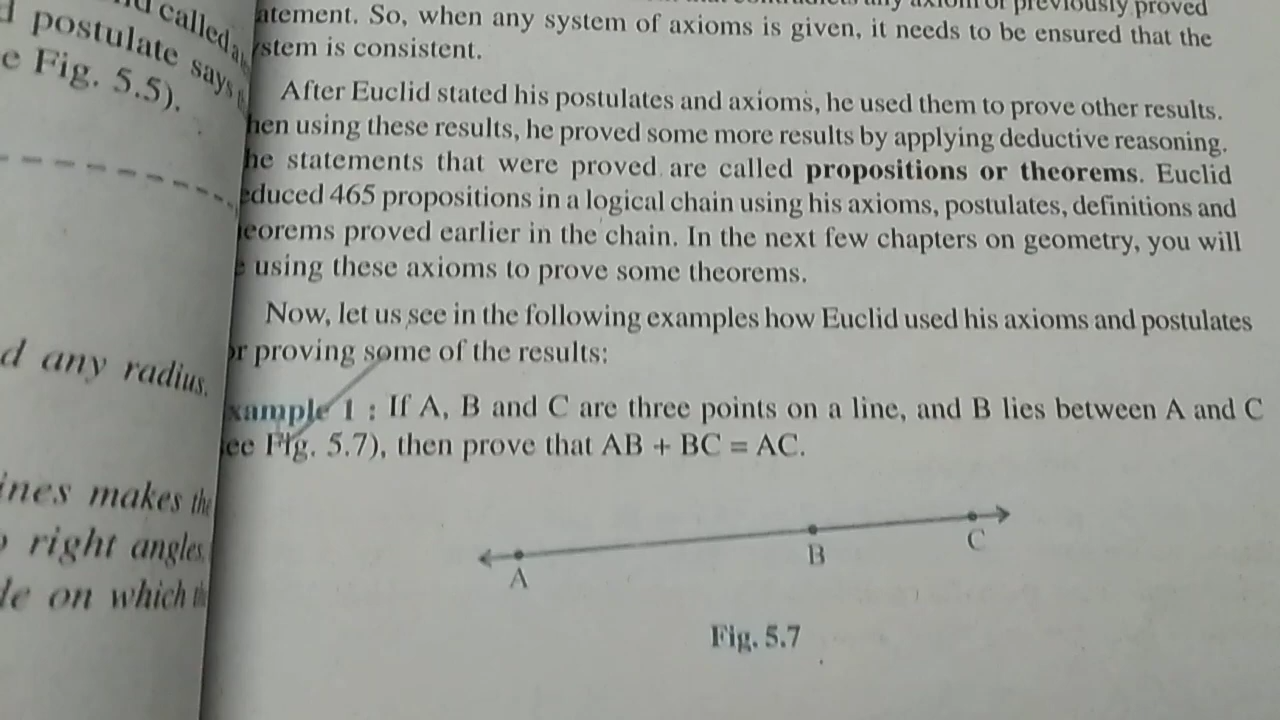 called
postulate says
e Fig. 5.5).
d any radius.
ines makes the
right angles.
le on which
atement. So, when any system of axioms is given, it needs to be ensured that the
stem is consistent.
After Euclid stated his postulates and axioms, he used them to prove other results.
hen using these results, he proved some more results by applying deductive reasoning.
he statements that were proved are called propositions or theorems. Euclid
educed 465 propositions in a logical chain using his axioms, postulates, definitions and
eorems proved earlier in the chain. In the next few chapters on geometry, you will
e using these axioms to prove some theorems.
Now, let us see in the following examples how Euclid used his axioms and postulates
or proving some of the results:
xample 1 : If A, B and C are three points on a line, and B lies between A and C
ee Fig. 5.7), then prove that AB + BC = AC.
A B C
Fig. 5.7